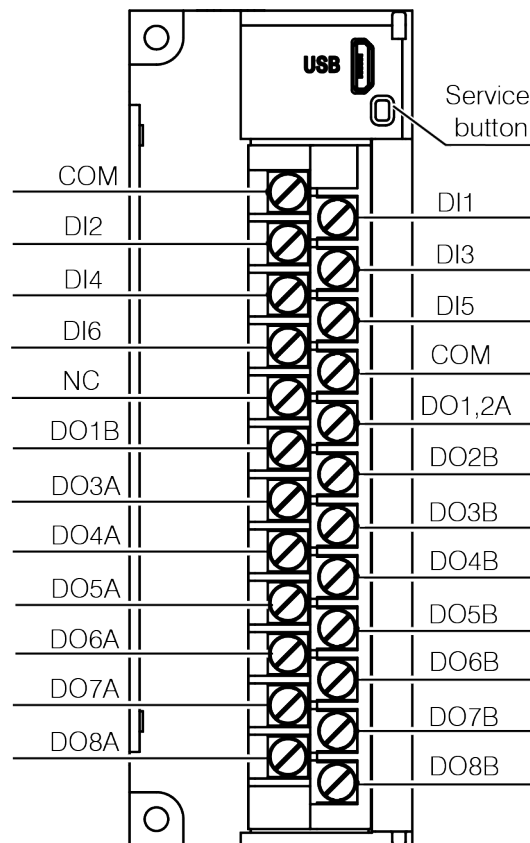 USB
Service
button
COM
DI1
DI2
DI3
DI4
DI5
DI6
COM
NC
DO1,2A
DO1B
DO2B
DO3A
DO3B
DO4A
DO4B
DO5A
DO5B
DO6A
DO6B
DO7A
DO7B
DO8A
DO8B